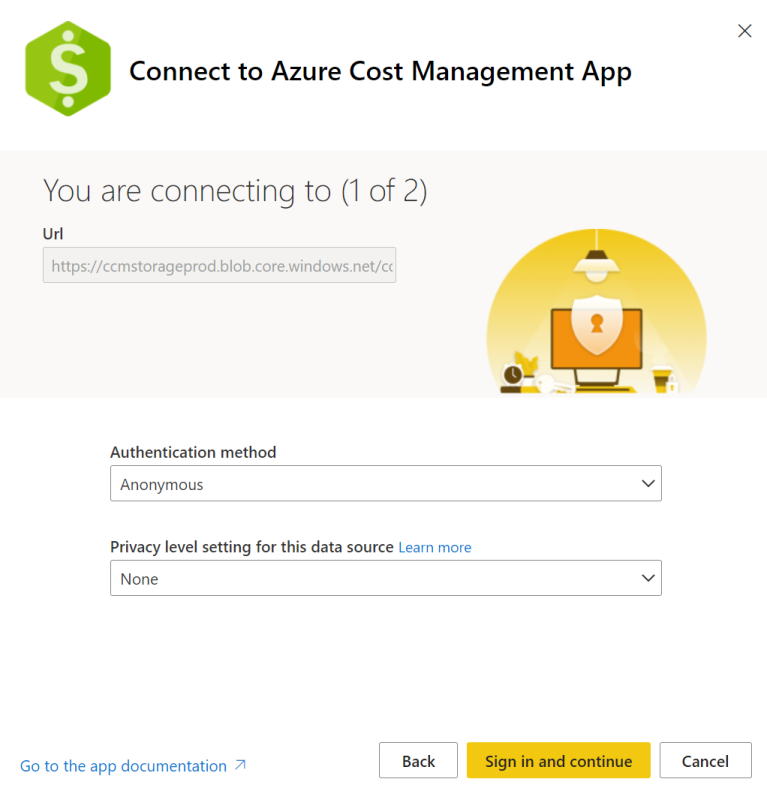 $
Connect to Azure Cost Management App
You are connecting to (1 of 2)
Url
https://ccmstorageprod.blob.core.windows.net/cc
Authentication method
Anonymous
Privacy level setting for this data source Learn more
None
Go to the app documentation
Back
Sign in and continue
Cancel